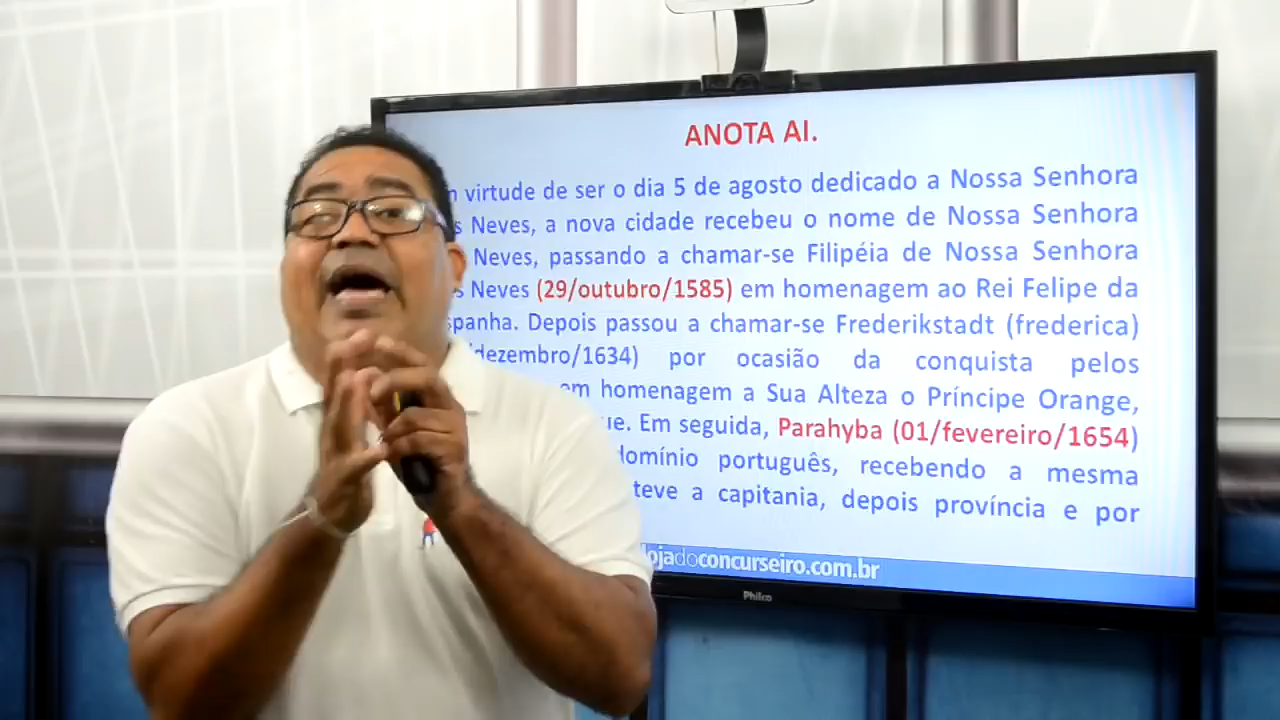 ANOTA AI.
virtude de ser o dia 5 de agosto dedicado a Nossa Senhora
Neves, a nova cidade recebeu o nome de Nossa Senhora
Neves, passando a chamar-se Filipéia de Nossa Senhora
Neves (29/outubro/1585) em homenagem ao Rei Felipe da
spanha. Depois passou a chamar-se Frederikstadt (frederica)
dezembro/1634) por ocasião da conquista pelos
em homenagem a Sua Alteza o Príncipe Orange,
ue. Em seguida, Parahyba (01/fevereiro/1654)
domínio português, recebendo a mesma
teve a capitania, depois província e por
lojadoconcurseiro.com.br
Philco